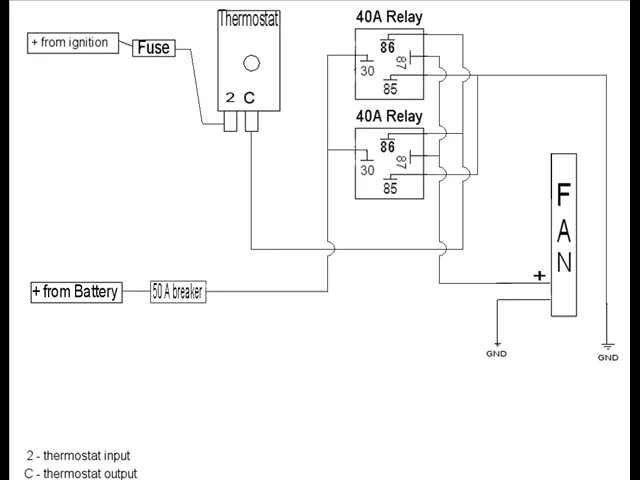 + from ignition
Fuse
Thermostat
2 C
40A Relay
86
87
30
85
40A Relay
86
87
30
85
FAN
+
GND
GND
+ from Battery
50 A breaker
2 - thermostat input
C - thermostat output